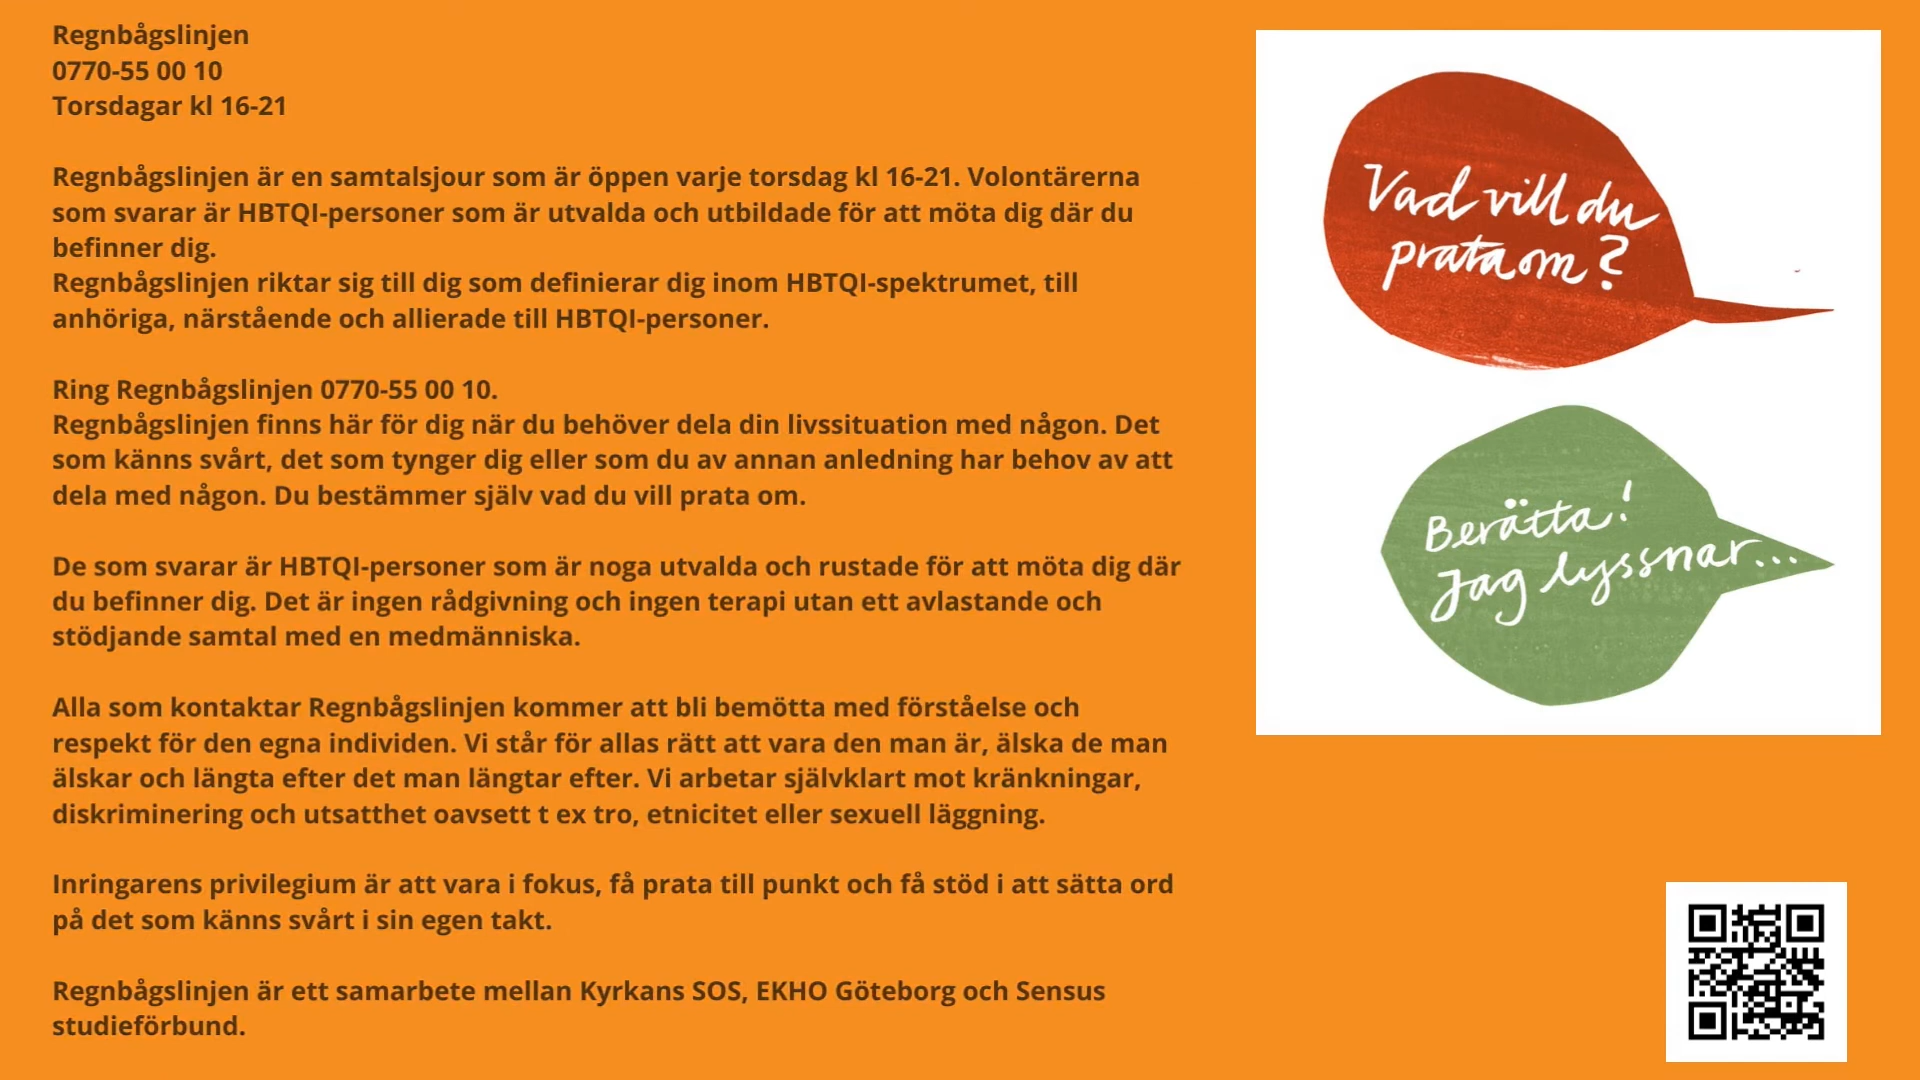 Regnbågslinjen
0770-55 00 10
Torsdagar kl 16-21
Regnbågslinjen är en samtalsjour som är öppen varje torsdag kl 16-21. Volontärerna
som svarar är HBTQI-personer som är utvalda och utbildade för att möta dig där du
befinner dig.
Regnbågslinjen riktar sig till dig som definierar dig inom HBTQI-spektrumet, till
anhöriga, närstående och allierade till HBTQI-personer.
Ring Regnbågslinjen 0770-55 00 10.
Regnbågslinjen finns här för dig när du behöver dela din livssituation med någon. Det
som känns svårt, det som tynger dig eller som du av annan anledning har behov av att
dela med någon. Du bestämmer själv vad du vill prata om.
De som svarar är HBTQI-personer som är noga utvalda och rustade för att möta dig där
du befinner dig. Det är ingen rådgivning och ingen terapi utan ett avlastande och
stödjande samtal med en medmänniska.
Alla som kontaktar Regnbågslinjen kommer att bli bemötta med förståelse och
respekt för den egna individen. Vi står för allas rätt att vara den man är, älska de man
älskar och längta efter det man längtar efter. Vi arbetar självklart mot kränkningar,
diskriminering och utsatthet oavsett t ex tro, etnicitet eller sexuell läggning.
Inringarens privilegium är att vara i fokus, få prata till punkt och få stöd i att sätta ord
på det som känns svårt i sin egen takt.
Regnbågslinjen är ett samarbete mellan Kyrkans SOS, EKHO Göteborg och Sensus
studieförbund.
Vad vill du
prata om?
Berätta!
Jag lyssnar...